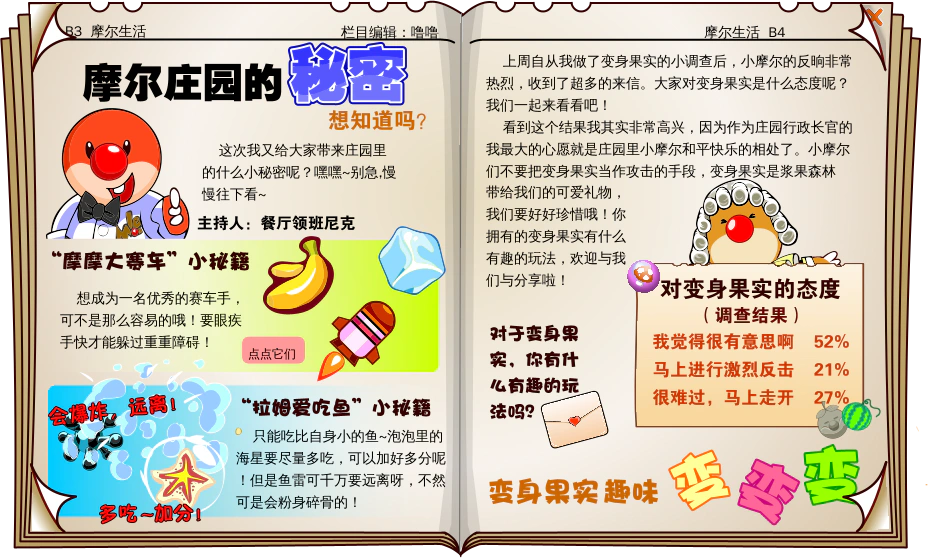 B3 摩尔生活
栏目编辑：噜噜
摩尔庄园的秘密
想知道吗?
这次我又给大家带来庄园里
的什么小秘密呢？嘿嘿~别急,慢
慢往下看~
主持人：餐厅领班尼克
“摩摩大赛车”小秘籍
想成为一名优秀的赛车手，
可不是那么容易的哦！要眼疾
手快才能躲过重重障碍！
点点它们
会爆炸，远离！
多吃~加分！
“拉姆爱吃鱼”小秘籍
只能吃比自身小的鱼~泡泡里的
海星要尽量多吃，可以加好多分呢
！但是鱼雷可千万要远离呀，不然
可是会粉身碎骨的！
摩尔生活 B4
上周自从我做了变身果实的小调查后，小摩尔的反响非常
热烈，收到了超多的来信。大家对变身果实是什么态度呢？
我们一起来看看吧！
看到这个结果我其实非常高兴，因为作为庄园行政长官的
我最大的心愿就是庄园里小摩尔和平快乐的相处了。小摩尔
们不要把变身果实当作攻击的手段，变身果实是浆果森林
带给我们的可爱礼物，
我们要好好珍惜哦！你
拥有的变身果实有什么
有趣的玩法，欢迎与我
们与分享啦！
对变身果实的态度
（调查结果）
我觉得很有意思啊 52%
马上进行激烈反击 21%
很难过，马上走开 27%
对于变身果
实，你有什
么有趣的玩
法吗？
变身果实趣味变变变